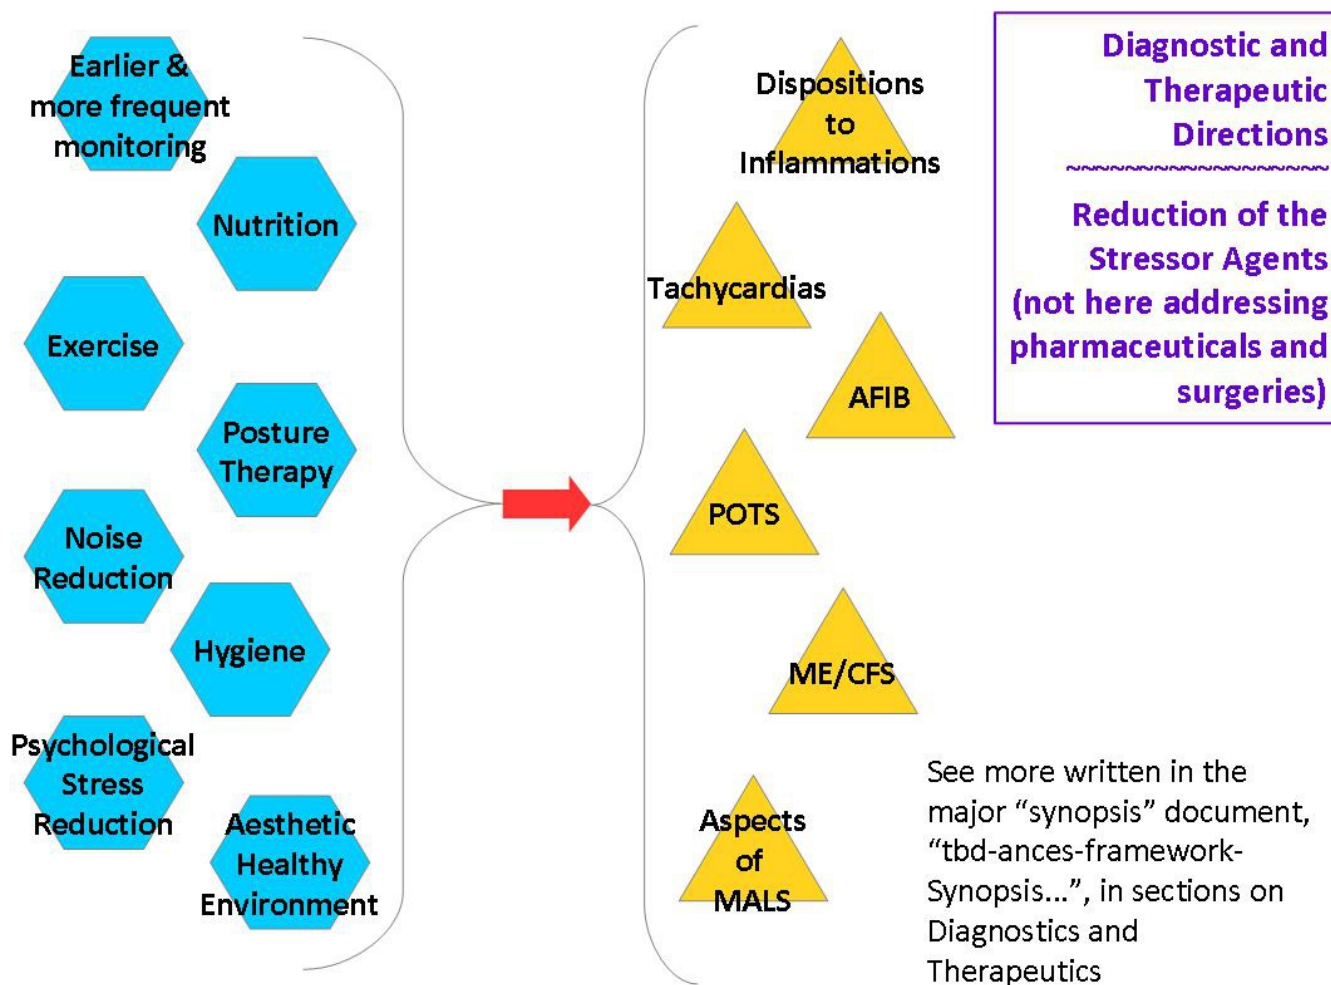 Earlier &
more frequent
monitoring
Nutrition
Exercise
Posture
Therapy
Noise
Reduction
Hygiene
Psychological
Stress
Reduction
Aesthetic
Healthy
Environment
Dispositions
to
Inflammations
Tachycardias
AFIB
POTS
ME/CFS
Aspects
of
MALS
Diagnostic and
Therapeutic
Directions
~~~~~~~~~~~~~~~~~~
Reduction of the
Stressor Agents
(not here addressing
pharmaceuticals and
surgeries)
See more written in the
major “synopsis” document,
“tbd-ances-framework-
Synopsis...”, in sections on
Diagnostics and
Therapeutics